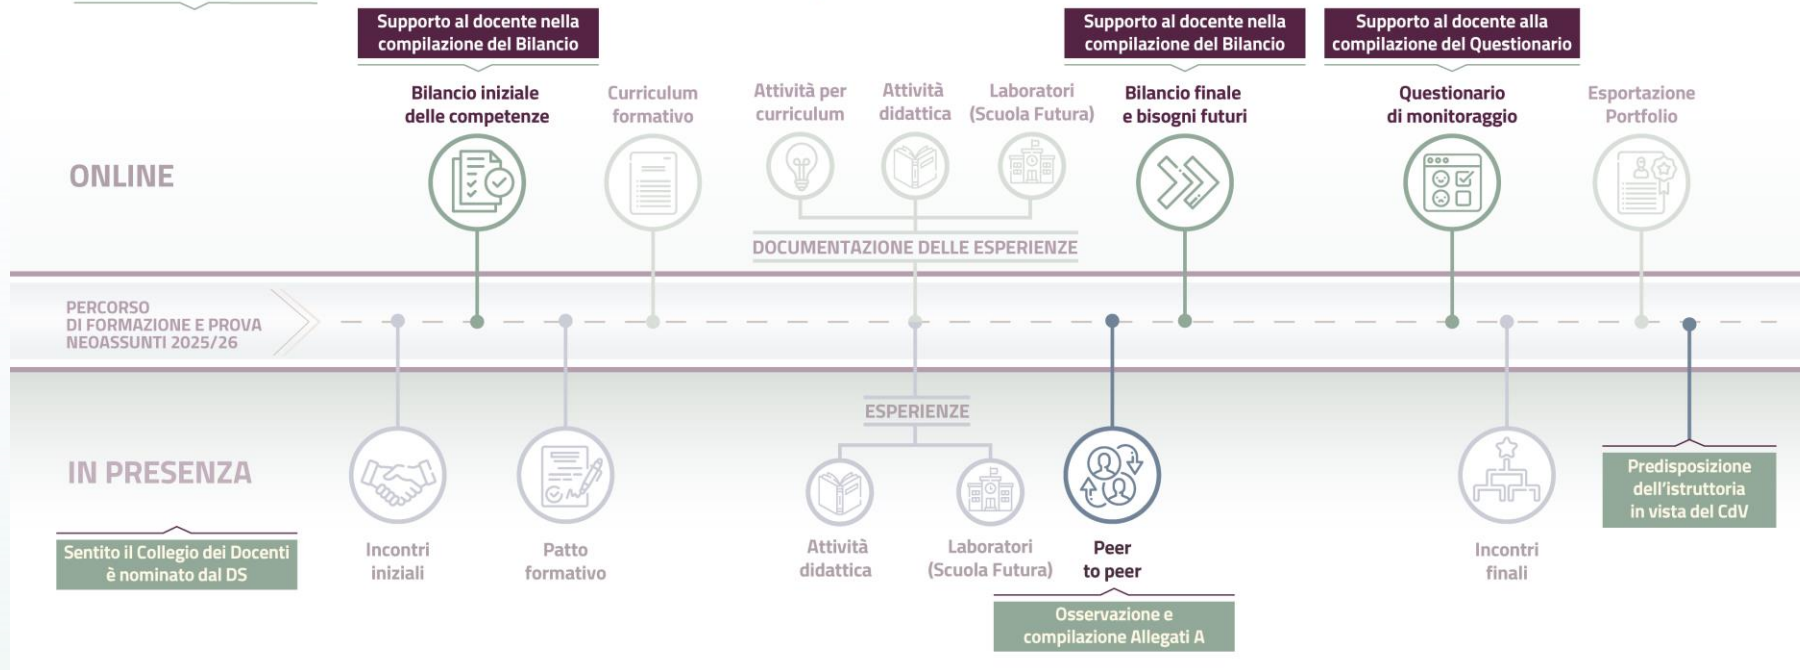 Supporto al docente nella
compilazione del Bilancio
Supporto al docente nella
compilazione del Bilancio
Supporto al docente alla
compilazione del Questionario
Bilancio iniziale
delle competenze
Curriculum
formativo
Attività per
curriculum
Attività
didattica
Laboratori
(Scuola Futura)
Bilancio finale
e bisogni futuri
Questionario
di monitoraggio
Esportazione
Portfolio
ONLINE
DOCUMENTAZIONE DELLE ESPERIENZE
PERCORSO
DI FORMAZIONE E PROVA
NEOASSUNTI 2025/26
ESPERIENZE
IN PRESENZA
Predisposizione
dell'istruttoria
in vista del CdV
Sentito il Collegio dei Docenti
è nominato dal DS
Incontri
iniziali
Patto
formativo
Attività
didattica
Laboratori
(Scuola Futura)
Peer
to peer
Incontri
finali
Osservazione e
compilazione Allegati A